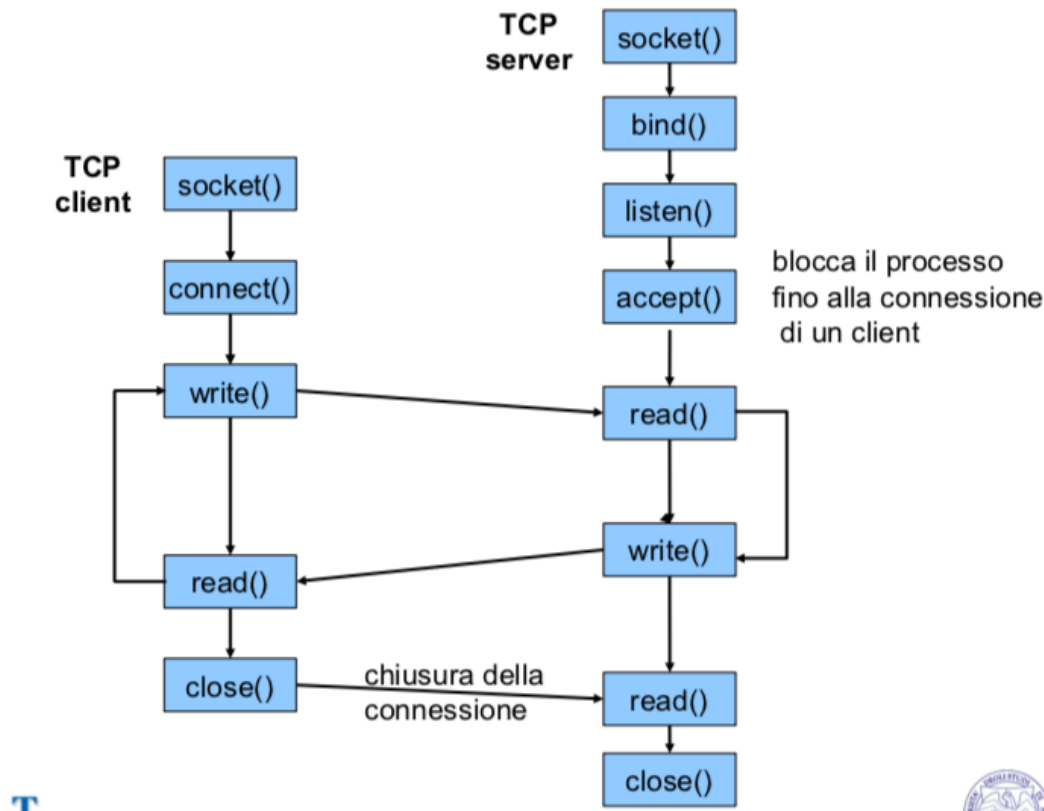 TCP
server
socket()
bind()
TCP
client
socket()
listen()
connect()
accept()
blocca il processo
fino alla connessione
di un client
write()
read()
write()
read()
close()
chiusura della
connessione
read()
close()
T